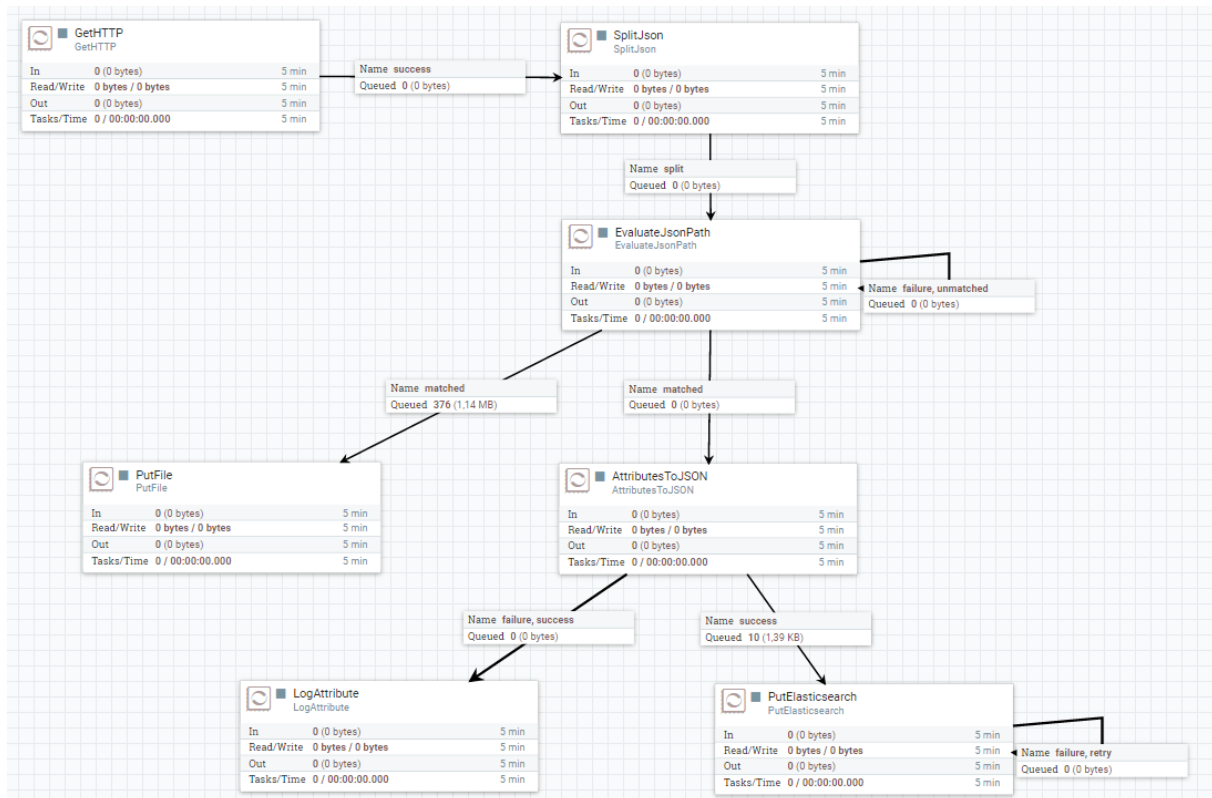 GetHTTP
GetHTTP
In 0 (0 bytes) 5 min
Read/Write 0 bytes / 0 bytes 5 min
Out 0 (0 bytes) 5 min
Tasks/Time 0 / 00:00:00.000 5 min
Name success
Queued 0 (0 bytes)
SplitJson
SplitJson
In 0 (0 bytes) 5 min
Read/Write 0 bytes / 0 bytes 5 min
Out 0 (0 bytes) 5 min
Tasks/Time 0 / 00:00:00.000 5 min
Name split
Queued 0 (0 bytes)
EvaluateJsonPath
EvaluateJsonPath
In 0 (0 bytes) 5 min
Read/Write 0 bytes / 0 bytes 5 min
Out 0 (0 bytes) 5 min
Tasks/Time 0 / 00:00:00.000 5 min
Name failure, unmatched
Queued 0 (0 bytes)
Name matched
Queued 376 (1,14 MB)
Name matched
Queued 0 (0 bytes)
PutFile
PutFile
In 0 (0 bytes) 5 min
Read/Write 0 bytes / 0 bytes 5 min
Out 0 (0 bytes) 5 min
Tasks/Time 0 / 00:00:00.000 5 min
AttributesToJSON
AttributesToJSON
In 0 (0 bytes) 5 min
Read/Write 0 bytes / 0 bytes 5 min
Out 0 (0 bytes) 5 min
Tasks/Time 0 / 00:00:00.000 5 min
Name failure, success
Queued 0 (0 bytes)
Name success
Queued 10 (1,39 KB)
LogAttribute
LogAttribute
In 0 (0 bytes) 5 min
Read/Write 0 bytes / 0 bytes 5 min
Out 0 (0 bytes) 5 min
Tasks/Time 0 / 00:00:00.000 5 min
PutElasticsearch
PutElasticsearch
In 0 (0 bytes) 5 min
Read/Write 0 bytes / 0 bytes 5 min
Out 0 (0 bytes) 5 min
Tasks/Time 0 / 00:00:00.000 5 min
Name failure, retry
Queued 0 (0 bytes)